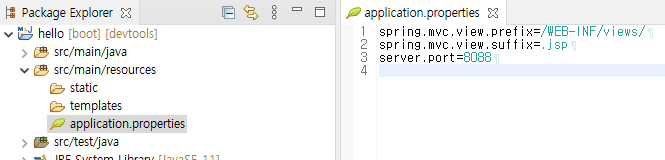 Package Explorer
hello [boot] [devtools]
src/main/java
src/main/resources
static
templates
application.properties
src/test/java
JRE System Library [JavaSE-11]
application.properties
1 spring.mvc.view.prefix=/WEB-INF/views/
2 spring.mvc.view.suffix=.jsp
3 server.port=8088
4